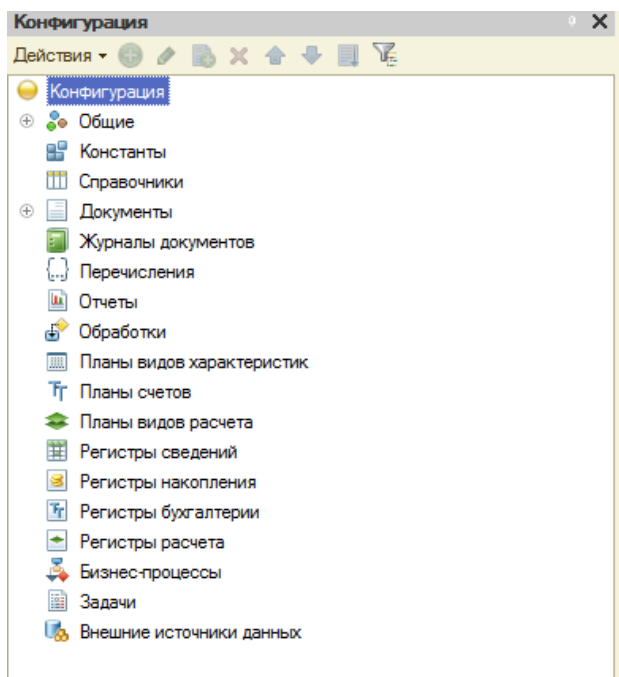 Конфигурация
Действия
Конфигурация
Общие
Константы
Справочники
Документы
Журналы документов
Перечисления
Отчеты
Обработки
Планы видов характеристик
Планы счетов
Планы видов расчета
Регистры сведений
Регистры накопления
Регистры бухгалтерии
Регистры расчета
Бизнес-процессы
Задачи
Внешние источники данных